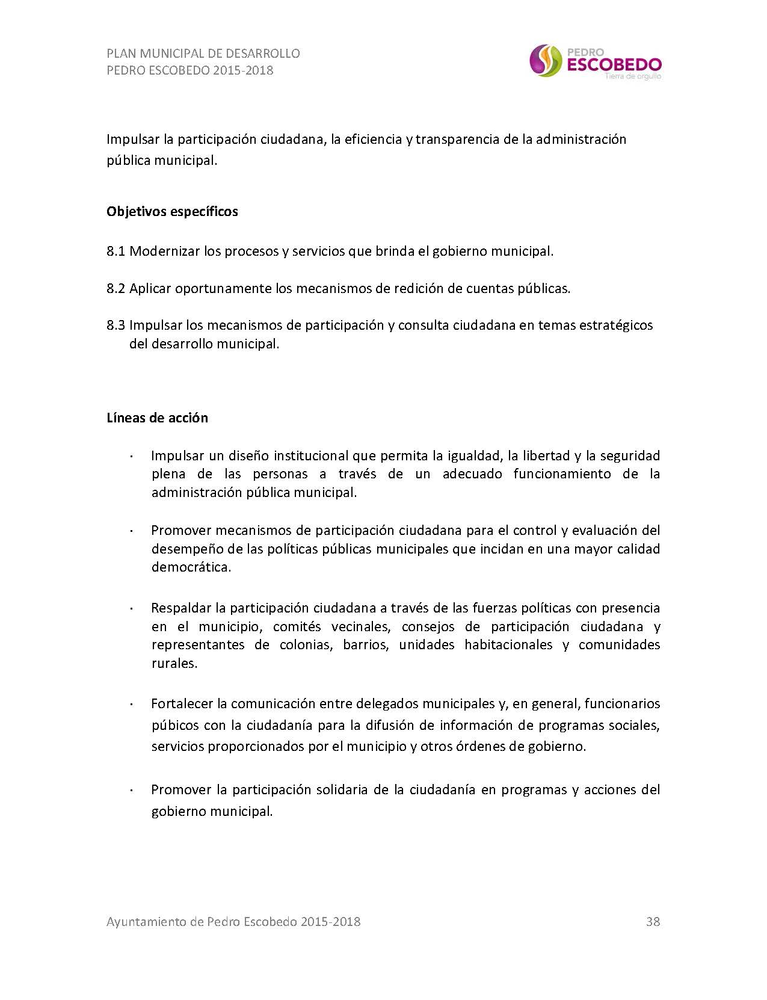 PLAN MUNICIPAL DE DESARROLLO
PEDRO ESCOBEDO 2015-2018
PEDRO
ESCOBEDO
Tierra de orgullo
Impulsar la participación ciudadana, la eficiencia y transparencia de la administración
pública municipal.
Objetivos específicos
8.1 Modernizar los procesos y servicios que brinda el gobierno municipal.
8.2 Aplicar oportunamente los mecanismos de redición de cuentas públicas.
8.3 Impulsar los mecanismos de participación y consulta ciudadana en temas estratégicos
del desarrollo municipal.
Líneas de acción
· Impulsar un diseño institucional que permita la igualdad, la libertad y la seguridad
plena de las personas a través de un adecuado funcionamiento de la
administración pública municipal.
· Promover mecanismos de participación ciudadana para el control y evaluación del
desempeño de las políticas públicas municipales que incidan en una mayor calidad
democrática.
· Respaldar la participación ciudadana a través de las fuerzas políticas con presencia
en el municipio, comités vecinales, consejos de participación ciudadana y
representantes de colonias, barrios, unidades habitacionales y comunidades
rurales.
· Fortalecer la comunicación entre delegados municipales y, en general, funcionarios
púbicos con la ciudadanía para la difusión de información de programas sociales,
servicios proporcionados por el municipio y otros órdenes de gobierno.
· Promover la participación solidaria de la ciudadanía en programas y acciones del
gobierno municipal.
Ayuntamiento de Pedro Escobedo 2015-2018 38